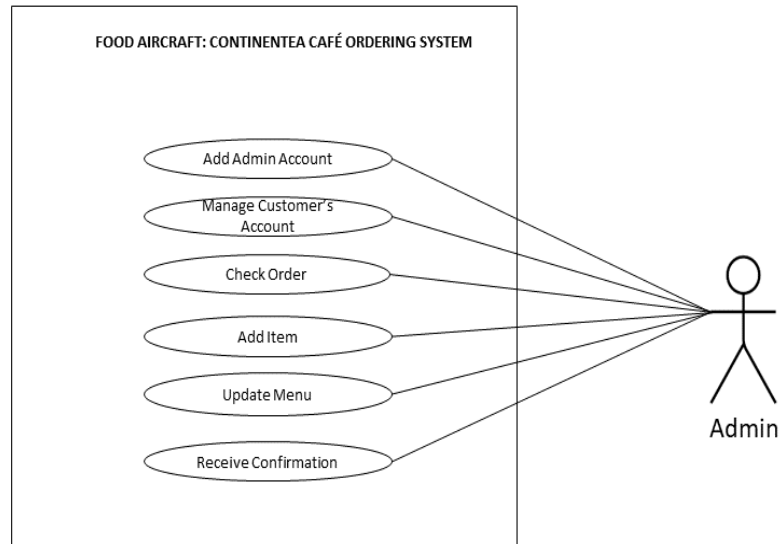 FOOD AIRCRAFT: CONTINENTEA CAFÉ ORDERING SYSTEM
Add Admin Account
Manage Customer's
Account
Check Order
Add Item
Update Menu
Receive Confirmation
Admin